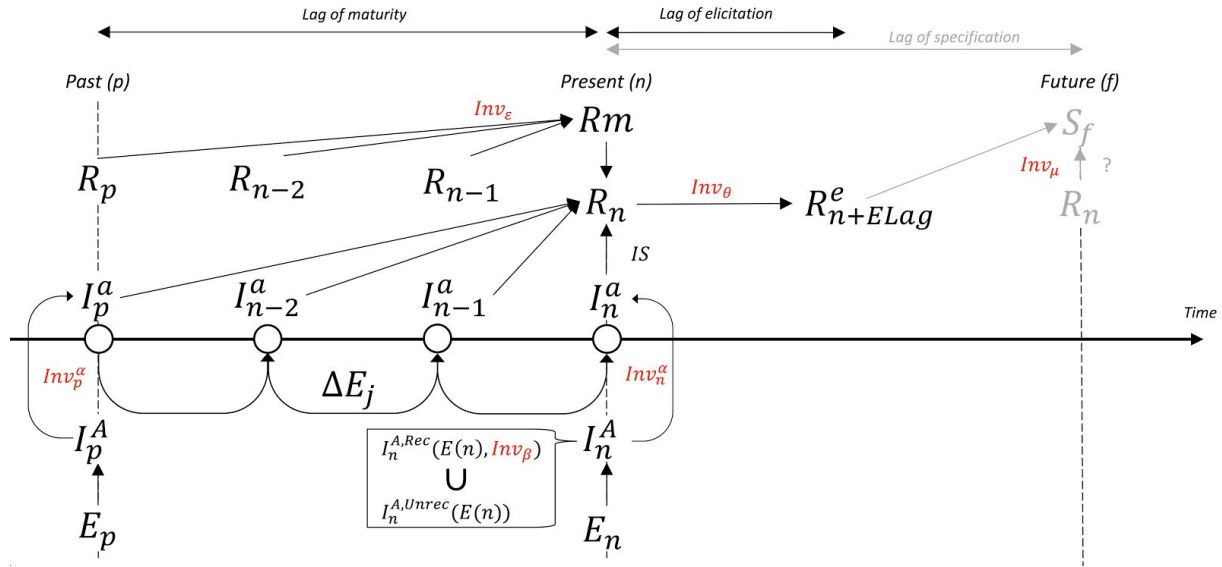 Lag of maturity
Lag of elicitation
Lag of specification
Past (p)
Present (n)
Future (f)
Inv_ε
Rm
S_f
R_p
R_{n−2}
R_{n−1}
R_n
Inv_θ
R^e_{n+ELag}
Inv_μ
?
R_n
IS
I^a_p
I^a_{n−2}
I^a_{n−1}
I^a_n
Time
Inv^α_p
ΔE_j
Inv^α_n
I^A_p
I^{A,Rec}_n(E(n), Inv_β)
∪
I^{A,Unrec}_n(E(n))
I^A_n
E_p
E_n